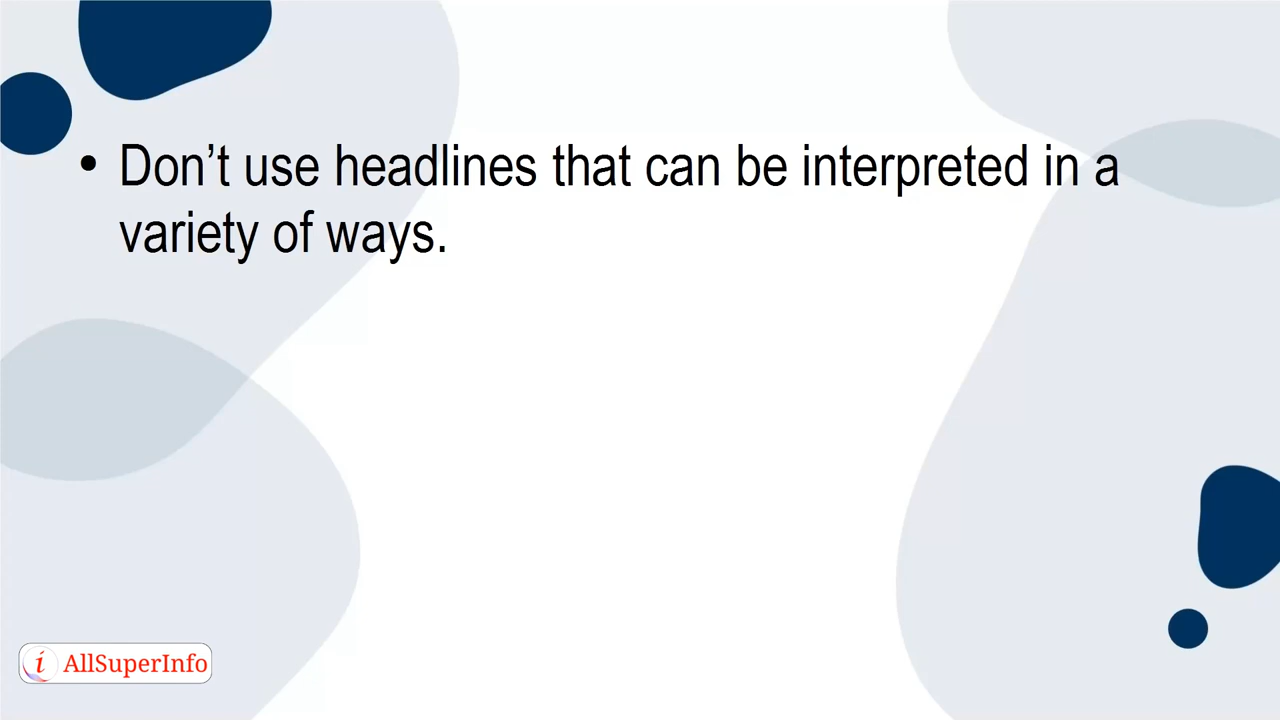 • Don’t use headlines that can be interpreted in a
variety of ways.
i AllSuperInfo